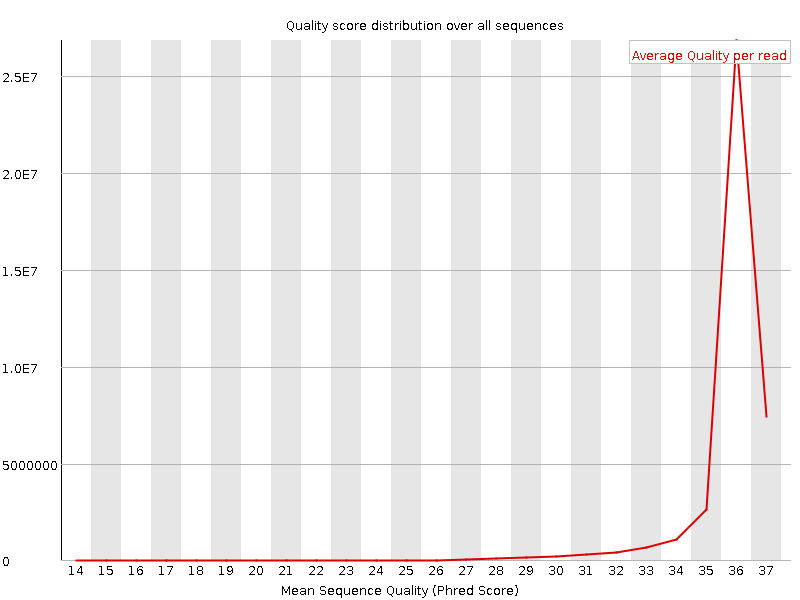 Quality score distribution over all sequences
Average Quality per read
2.5E7
2.0E7
1.5E7
1.0E7
5000000
0
14 15 16 17 18 19 20 21 22 23 24 25 26 27 28 29 30 31 32 33 34 35 36 37
Mean Sequence Quality (Phred Score)